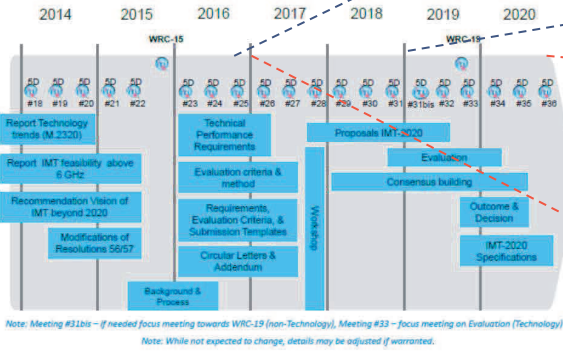 2014 2015 2016 2017 2018 2019 2020
WRC-15 WRC-19
5D 5D 5D 5D 5D 5D 5D 5D 5D 5D 5D 5D 5D 5D 5D 5D 5D 5D 5D 5D
#18 #19 #20 #21 #22 #23 #24 #25 #26 #27 #28 #29 #30 #31 #31bis #32 #33 #34 #35 #36
Report Technology
trends (M.2320)
Report IMT feasibility above
6 GHz
Recommendation Vision of
IMT beyond 2020
Modifications of
Resolutions 56/57
Background &
Process
Technical
Performance
Requirements
Evaluation criteria &
method
Requirements,
Evaluation Criteria, &
Submission Templates
Circular Letters &
Addendum
Workshop
Proposals IMT-2020
Evaluation
Consensus building
Outcome &
Decision
IMT-2020
Specifications
Note: Meeting #31bis – if needed focus meeting towards WRC-19 (non-Technology), Meeting #33 – focus meeting on Evaluation (Technology)
Note: While not expected to change, details may be adjusted if warranted.